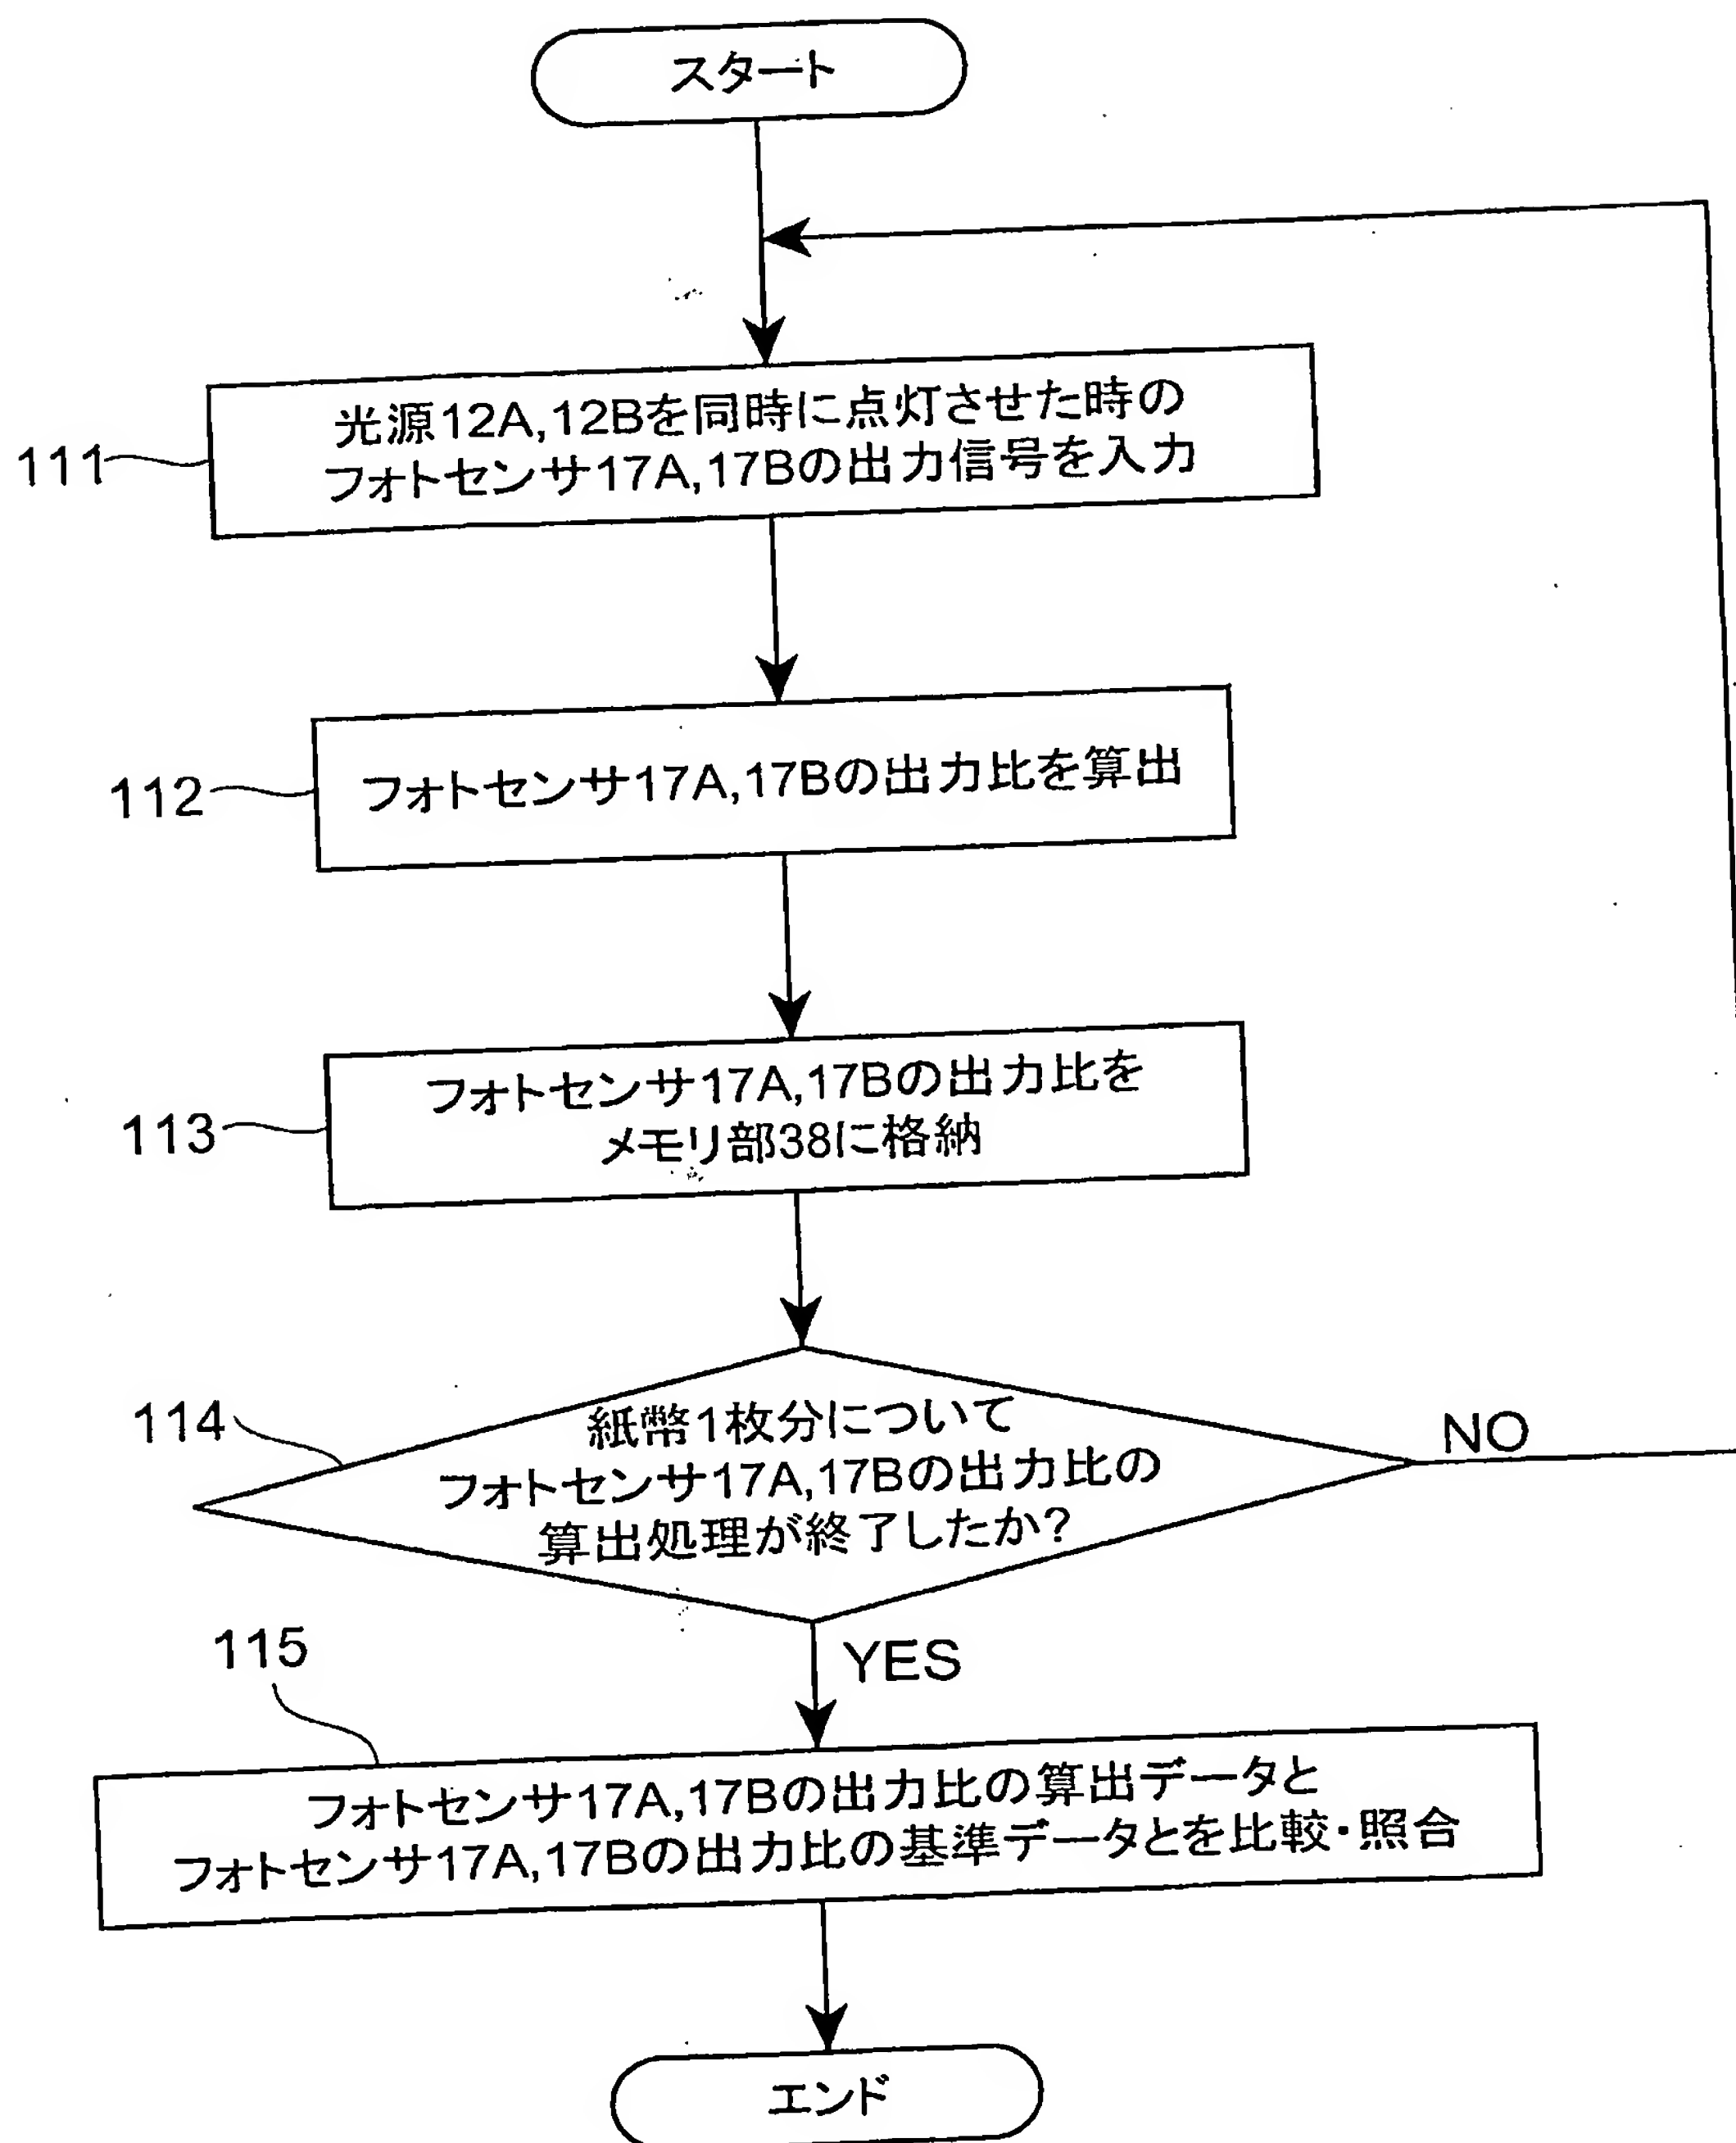 スタート
111
光源12A,12Bを同時に点灯させた時の
フォトセンサ17A,17Bの出力信号を入力
112
フォトセンサ17A,17Bの出力比を算出
113
フォトセンサ17A,17Bの出力比を
メモリ部38に格納
114
紙幣1枚分について
フォトセンサ17A,17Bの出力比の
算出処理が終了したか?
NO
YES
115
フォトセンサ17A,17Bの出力比の算出データと
フォトセンサ17A,17Bの出力比の基準データとを比較・照合
エンド